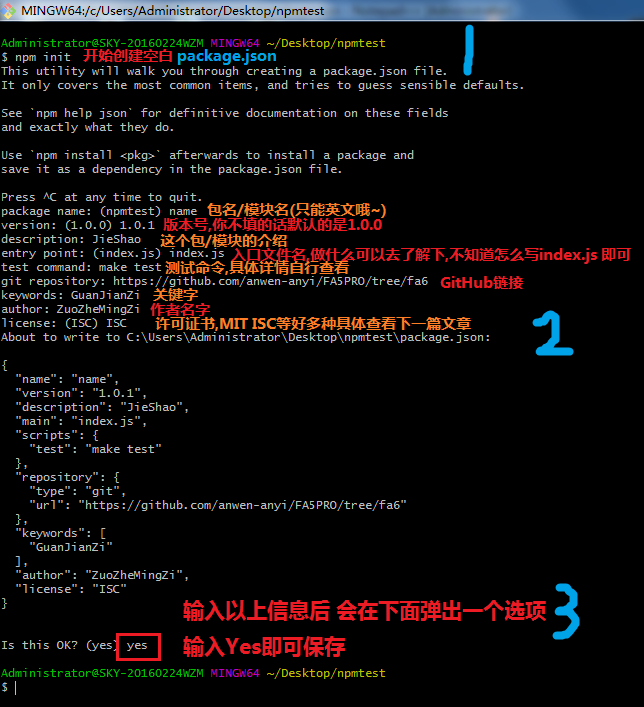 MINGW64:/c/Users/Administrator/Desktop/npmtest
Administrator@SKY-20160224WZM MINGW64 ~/Desktop/npmtest
$ npm init 开始创建空白 package.json
1
This utility will walk you through creating a package.json file.
It only covers the most common items, and tries to guess sensible defaults.
See `npm help json` for definitive documentation on these fields
and exactly what they do.
Use `npm install <pkg>` afterwards to install a package and
save it as a dependency in the package.json file.
Press ^C at any time to quit.
package name: (npmtest) name 包名/模块名(只能英文哦~)
version: (1.0.0) 1.0.1 版本号,你不填的话默认的是1.0.0
description: JieShao 这个包/模块的介绍
entry point: (index.js) index.js 入口文件名,做什么可以去了解下,不知道怎么写index.js 即可
test command: make test 测试命令,具体详情自行查看
git repository: https://github.com/anwen-anyi/FA5PRO/tree/fa6 GitHub链接
keywords: GuanJianZi 关键字
author: ZuoZheMingZi 作者名字
license: (ISC) ISC 许可证书,MIT ISC等好多种具体查看下一篇文章
2
About to write to C:\Users\Administrator\Desktop\npmtest\package.json:
{
"name": "name",
"version": "1.0.1",
"description": "JieShao",
"main": "index.js",
"scripts": {
"test": "make test"
},
"repository": {
"type": "git",
"url": "https://github.com/anwen-anyi/FA5PRO/tree/fa6"
},
"keywords": [
"GuanJianZi"
],
"author": "ZuoZheMingZi",
"license": "ISC"
}
输入以上信息后 会在下面弹出一个选项
3
Is this OK? (yes) yes 输入Yes即可保存
Administrator@SKY-20160224WZM MINGW64 ~/Desktop/npmtest
$